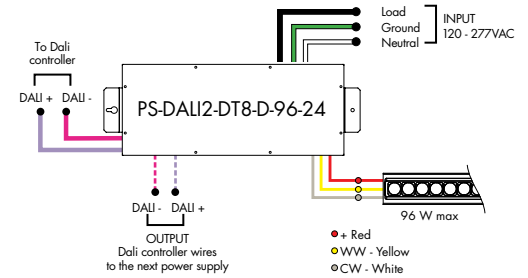 Load
Ground
Neutral
INPUT
120 - 277VAC
To Dali
controller
DALI +
DALI -
PS-DALI2-DT8-D-96-24
DALI -
DALI +
OUTPUT
Dali controller wires
to the next power supply
96 W max
+ Red
WW - Yellow
CW - White